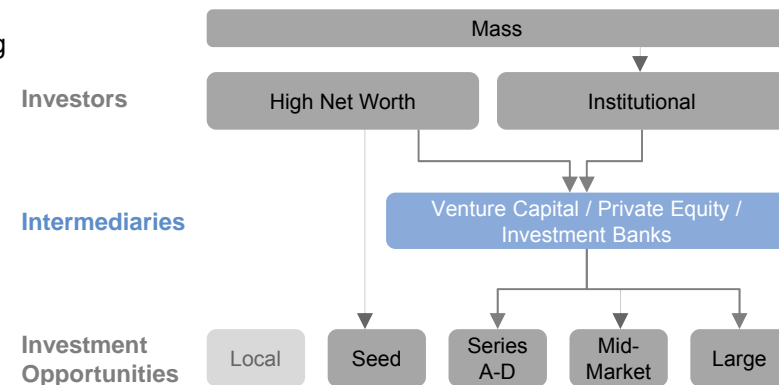 Mass
g
Investors
High Net Worth
Institutional
Intermediaries
Venture Capital / Private Equity /
Investment Banks
Investment
Opportunities
Local
Seed
Series
A-D
Mid-
Market
Large